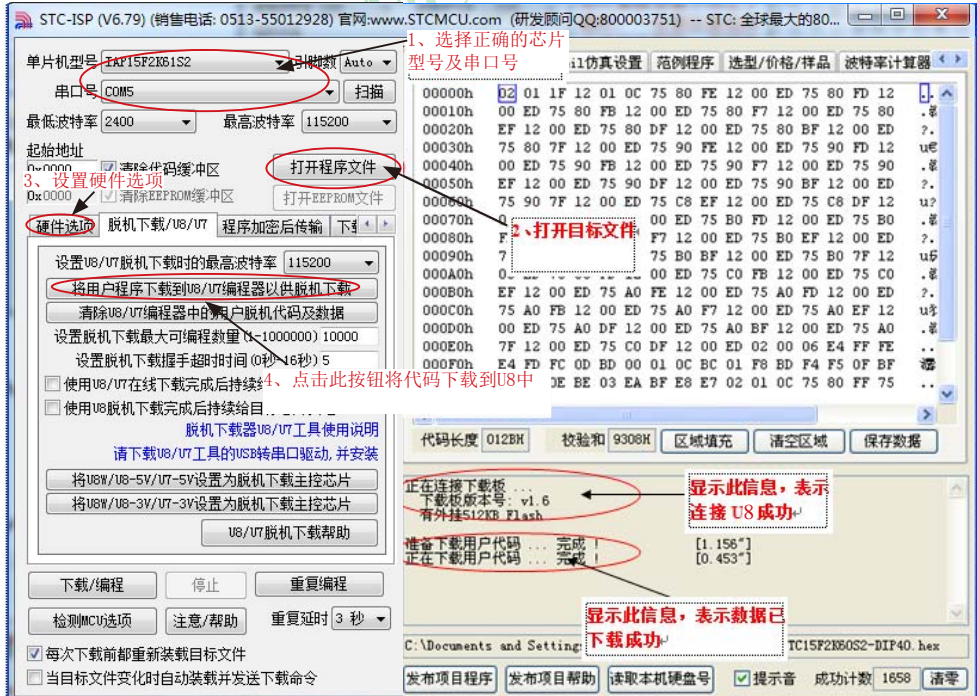 STC-ISP (V6.79) (销售电话: 0513-55012928) 官网:www.STCMCU.com (研发顾问QQ:800003751) -- STC: 全球最大的80...
单片机型号 IAP15F2K61S2 引脚数 Auto
串口号 COM5 扫描
最低波特率 2400 最高波特率 115200
起始地址
0x0000 清除代码缓冲区 打开程序文件
0x0000 清除EEPROM缓冲区 打开EEPROM文件
1、选择正确的芯片
型号及串口号
3、设置硬件选项
硬件选项 脱机下载/U8/U7 程序加密后传输
设置U8/U7脱机下载时的最高波特率 115200
将用户程序下载到U8/U7编程器以供脱机下载
清除U8/U7编程器中的用户脱机代码及数据
设置脱机下载最大可编程数量(1-1000000) 10000
设置脱机下载握手超时时间(0秒-16秒) 5
使用U8/U7在线下载完成后持续给
4、点击此按钮将代码下载到U8中
使用U8脱机下载完成后持续给目
脱机下载器U8/U7工具使用说明
请下载U8/U7工具的USB转串口驱动,并安装
将U8W/U8-5V/U7-5V设置为脱机下载主控芯片
将U8W/U8-3V/U7-3V设置为脱机下载主控芯片
U8/U7脱机下载帮助
下载/编程 停止 重复编程
检测MCU选项 注意/帮助 重复延时 3 秒
每次下载前都重新装载目标文件
当目标文件变化时自动装载并发送下载命令
仿真设置 范例程序 选型/价格/样品 波特率计算器
00000h 02 01 1F 12 01 0C 75 80 FE 12 00 ED 75 80 FD 12
00010h 00 ED 75 80 FB 12 00 ED 75 80 F7 12 00 ED 75 80
00020h EF 12 00 ED 75 80 DF 12 00 ED 75 80 BF 12 00 ED
00030h 75 80 7F 12 00 ED 75 90 FE 12 00 ED 75 90 FD 12
00040h 00 ED 75 90 FB 12 00 ED 75 90 F7 12 00 ED 75 90
00050h EF 12 00 ED 75 90 DF 12 00 ED 75 90 BF 12 00 ED
75 90 7F 12 00 ED 75 C8 EF 12 00 ED 75 C8 DF 12
00070h 00 ED 75 B0 FD 12 00 ED 75 B0
2、打开目标文件
00080h F7 12 00 ED 75 B0 EF 12 00 ED
00090h 75 B0 BF 12 00 ED 75 B0 7F 12
000A0h 00 ED 75 C0 FB 12 00 ED 75 C0
000B0h EF 12 00 ED 75 A0 FE 12 00 ED 75 A0 FD 12 00 ED
000C0h 75 A0 FB 12 00 ED 75 A0 F7 12 00 ED 75 A0 EF 12
000D0h 00 ED 75 A0 DF 12 00 ED 75 A0 BF 12 00 ED 75 A0
000E0h 7F 12 00 ED 75 C0 DF 12 00 ED 02 00 06 E4 FF FE
000F0h E4 FD FC 0D BD 00 01 0C BC 01 F8 BD F4 F5 0F BF
0E BE 03 EA BF E8 E7 02 01 0C 75 80 FF 75
代码长度 012BH 校验和 9308H 区域填充 清空区域 保存数据
正在连接下载板 ...
下载板版本号: v1.6
有外挂512KB Flash
显示此信息，表示
连接 U8 成功
准备下载用户代码 ... 完成 ! [1.156"]
正在下载用户代码 ... 完成 ! [0.453"]
显示此信息，表示数据已
下载成功
C:\Documents and Setting TC15F2K60S2-DIP40.hex
发布项目程序 发布项目帮助 读取本机硬盘号 提示音 成功计数 1658 清零